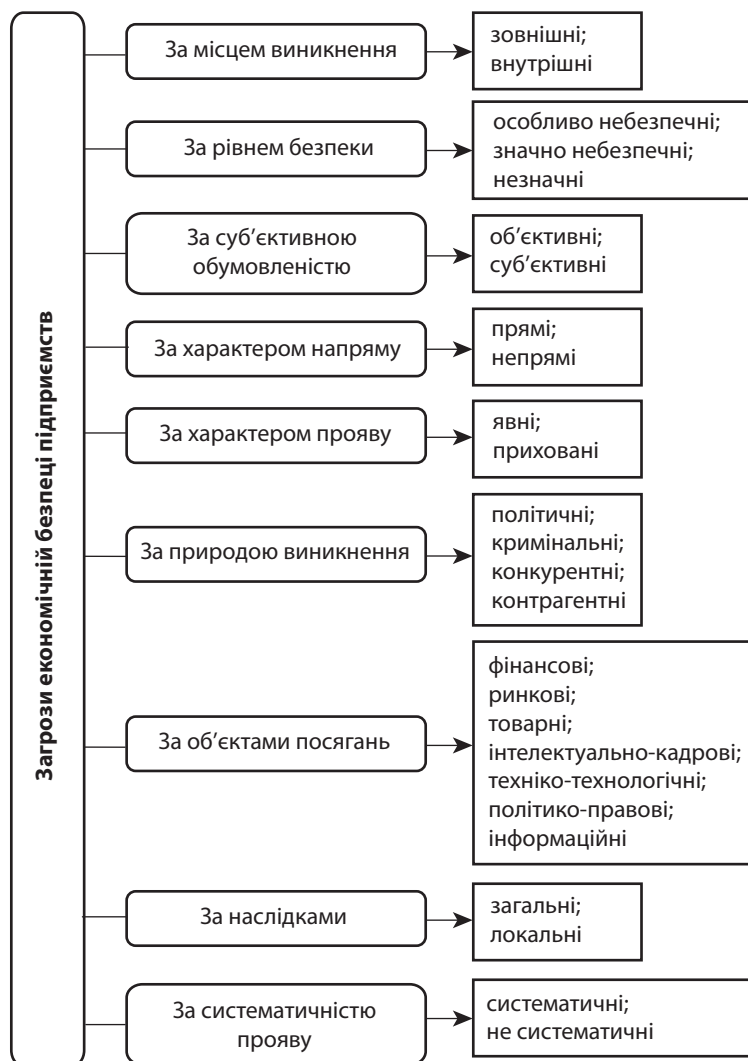 Загрози економічній безпеці підприємств
За місцем виникнення
зовнішні;
внутрішні
За рівнем безпеки
особливо небезпечні;
значно небезпечні;
незначні
За суб’єктивною
обумовленістю
об’єктивні;
суб’єктивні
За характером напряму
прямі;
непрямі
За характером прояву
явні;
приховані
За природою виникнення
політичні;
кримінальні;
конкурентні;
контрагентні
За об’єктами посягань
фінансові;
ринкові;
товарні;
інтелектуально-кадрові;
техніко-технологічні;
політико-правові;
інформаційні
За наслідками
загальні;
локальні
За систематичністю
прояву
систематичні;
не систематичні